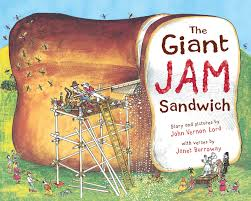 The
Giant
JAM
Sandwich
Story and pictures by
John Vernon Lord
with verses by
Janet Burroway